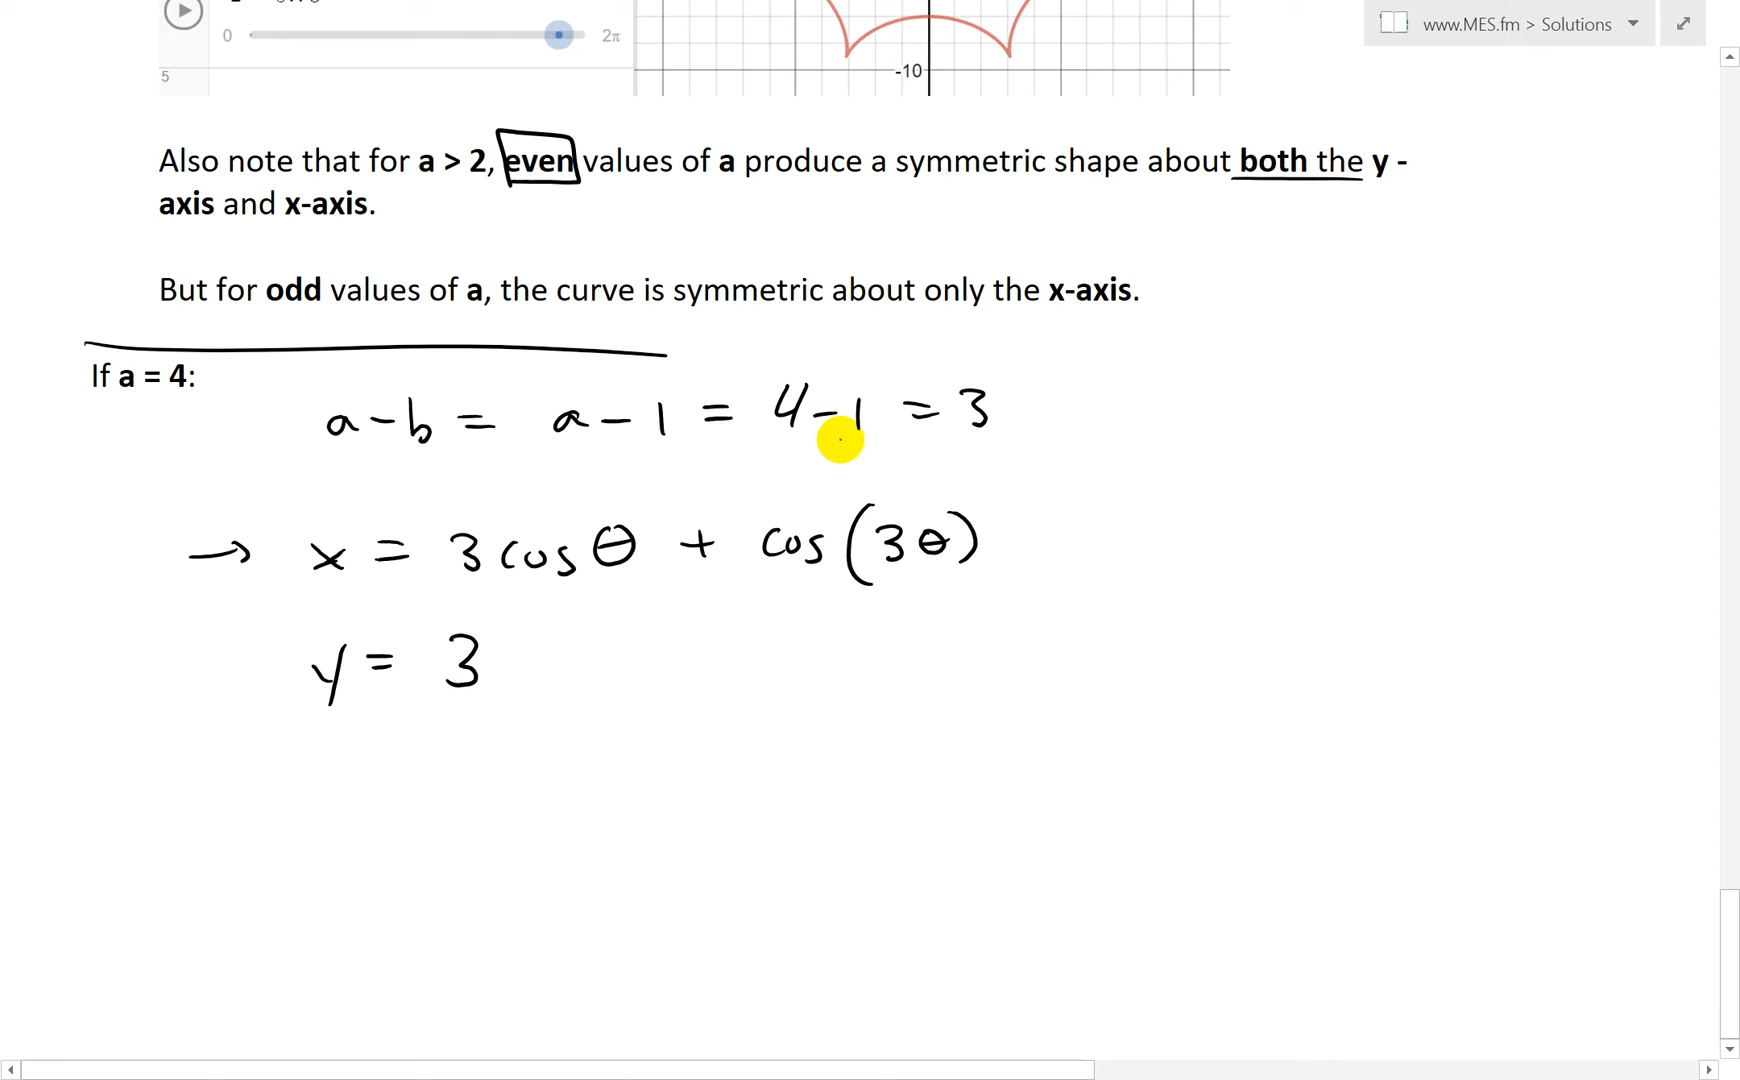 www.MES.fm > Solutions
0
2π
5
-10
Also note that for a > 2, even values of a produce a symmetric shape about both the y -
axis and x-axis.
But for odd values of a, the curve is symmetric about only the x-axis.
If a = 4:
a - b = a - 1 = 4 - 1 = 3
→ x = 3 cos θ + cos (3θ)
y = 3